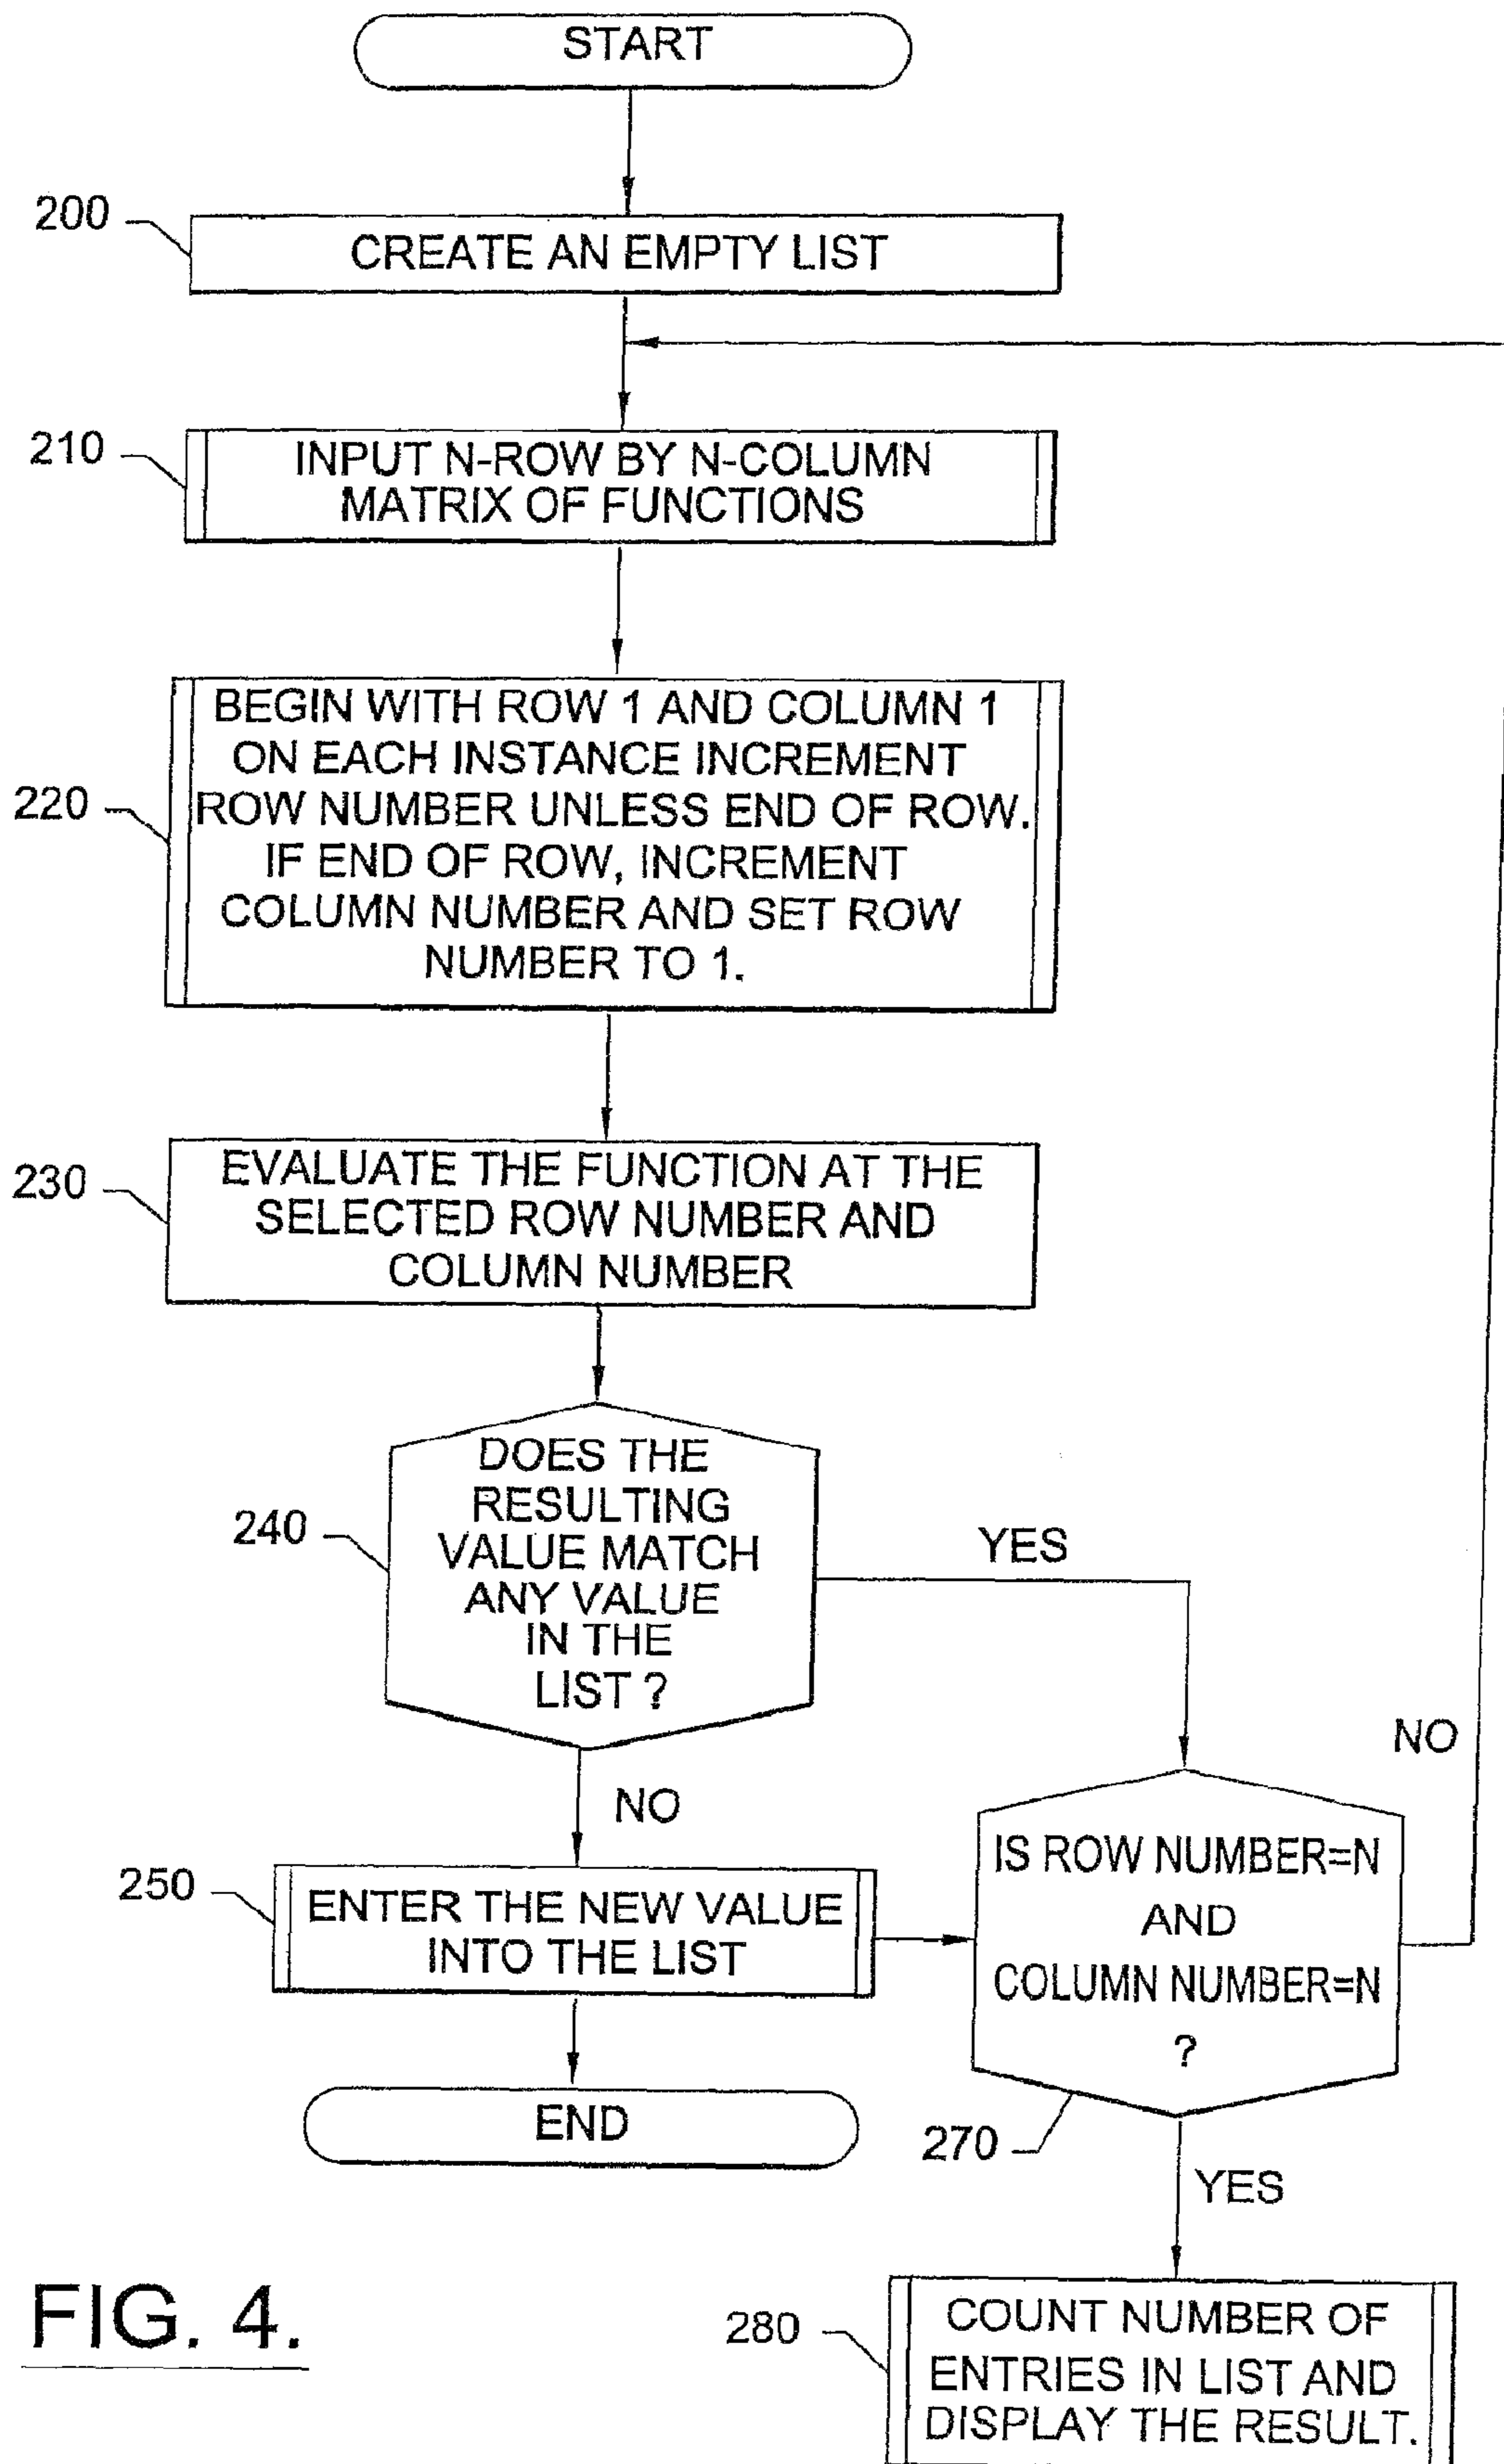 START
200
CREATE AN EMPTY LIST
210
INPUT N-ROW BY N-COLUMN
MATRIX OF FUNCTIONS
220
BEGIN WITH ROW 1 AND COLUMN 1
ON EACH INSTANCE INCREMENT
ROW NUMBER UNLESS END OF ROW.
IF END OF ROW, INCREMENT
COLUMN NUMBER AND SET ROW
NUMBER TO 1.
230
EVALUATE THE FUNCTION AT THE
SELECTED ROW NUMBER AND
COLUMN NUMBER
240
DOES THE
RESULTING
VALUE MATCH
ANY VALUE
IN THE
LIST ?
YES
NO
NO
250
ENTER THE NEW VALUE
INTO THE LIST
IS ROW NUMBER=N
AND
COLUMN NUMBER=N
?
END
270
YES
280
COUNT NUMBER OF
ENTRIES IN LIST AND
DISPLAY THE RESULT.
FIG. 4.